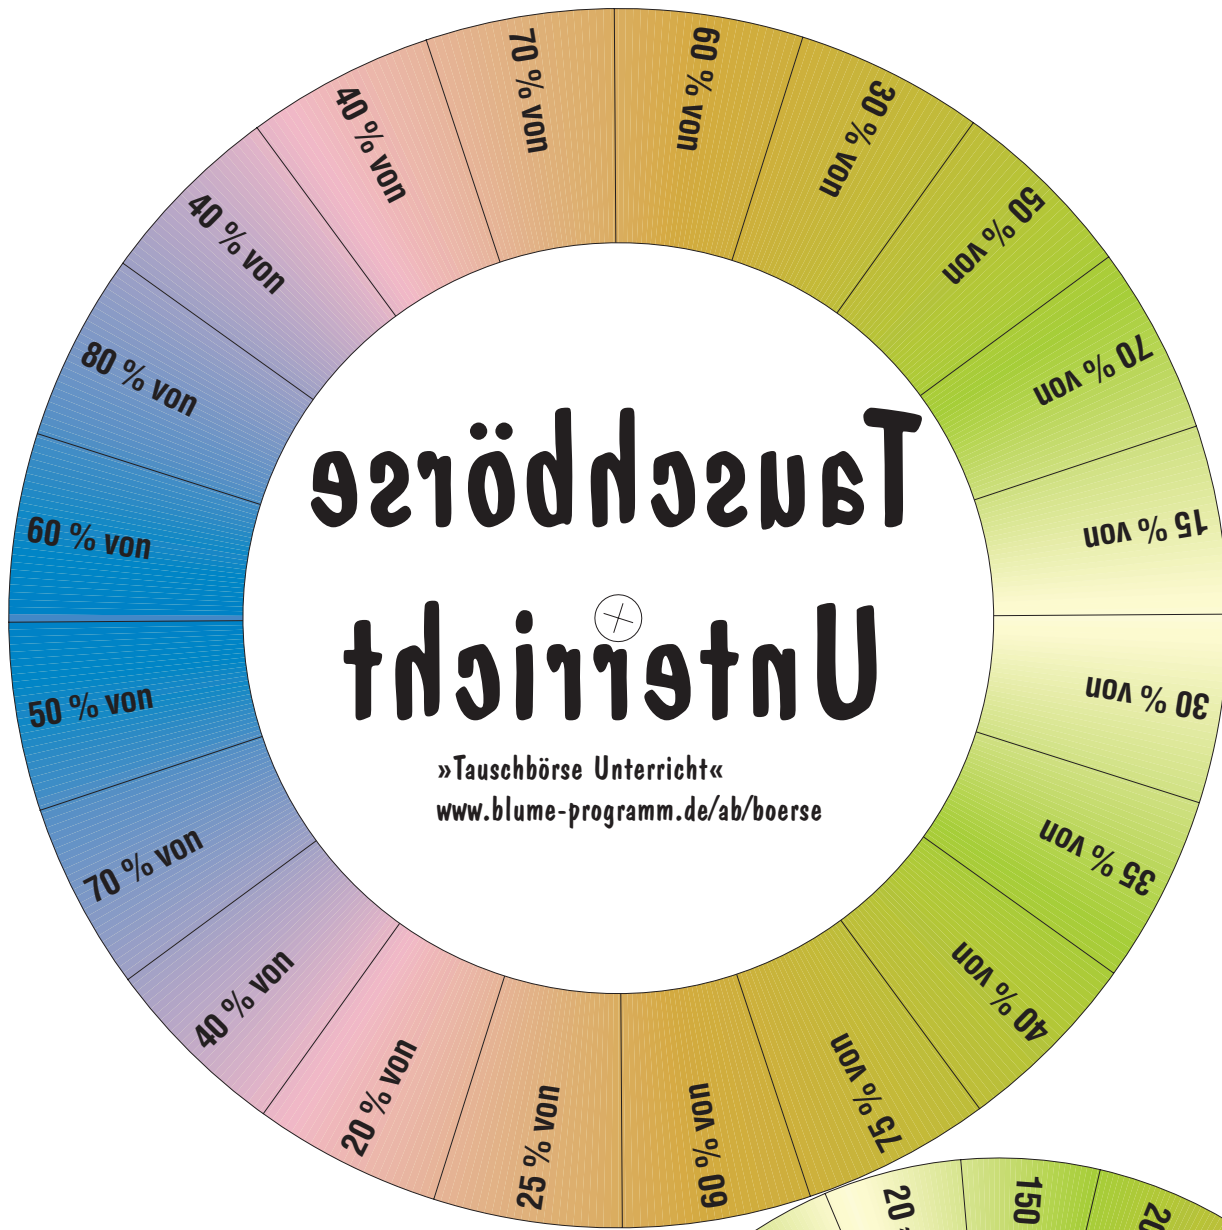 60 % von
30 % von
50 % von
70 % von
15 % von
30 % von
35 % von
40 % von
75 % von
60 % von
25 % von
20 % von
40 % von
70 % von
50 % von
60 % von
80 % von
40 % von
40 % von
70 % von
Tauschbörse
Unterricht
»Tauschbörse Unterricht«
www.blume-programm.de/ab/boerse
20
150